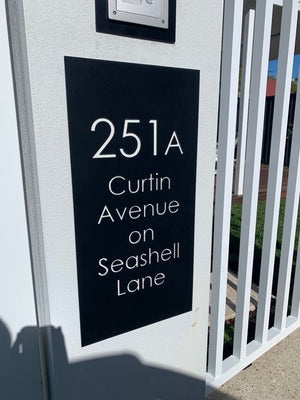 251A
Curtin
Avenue
on
Seashell
Lane